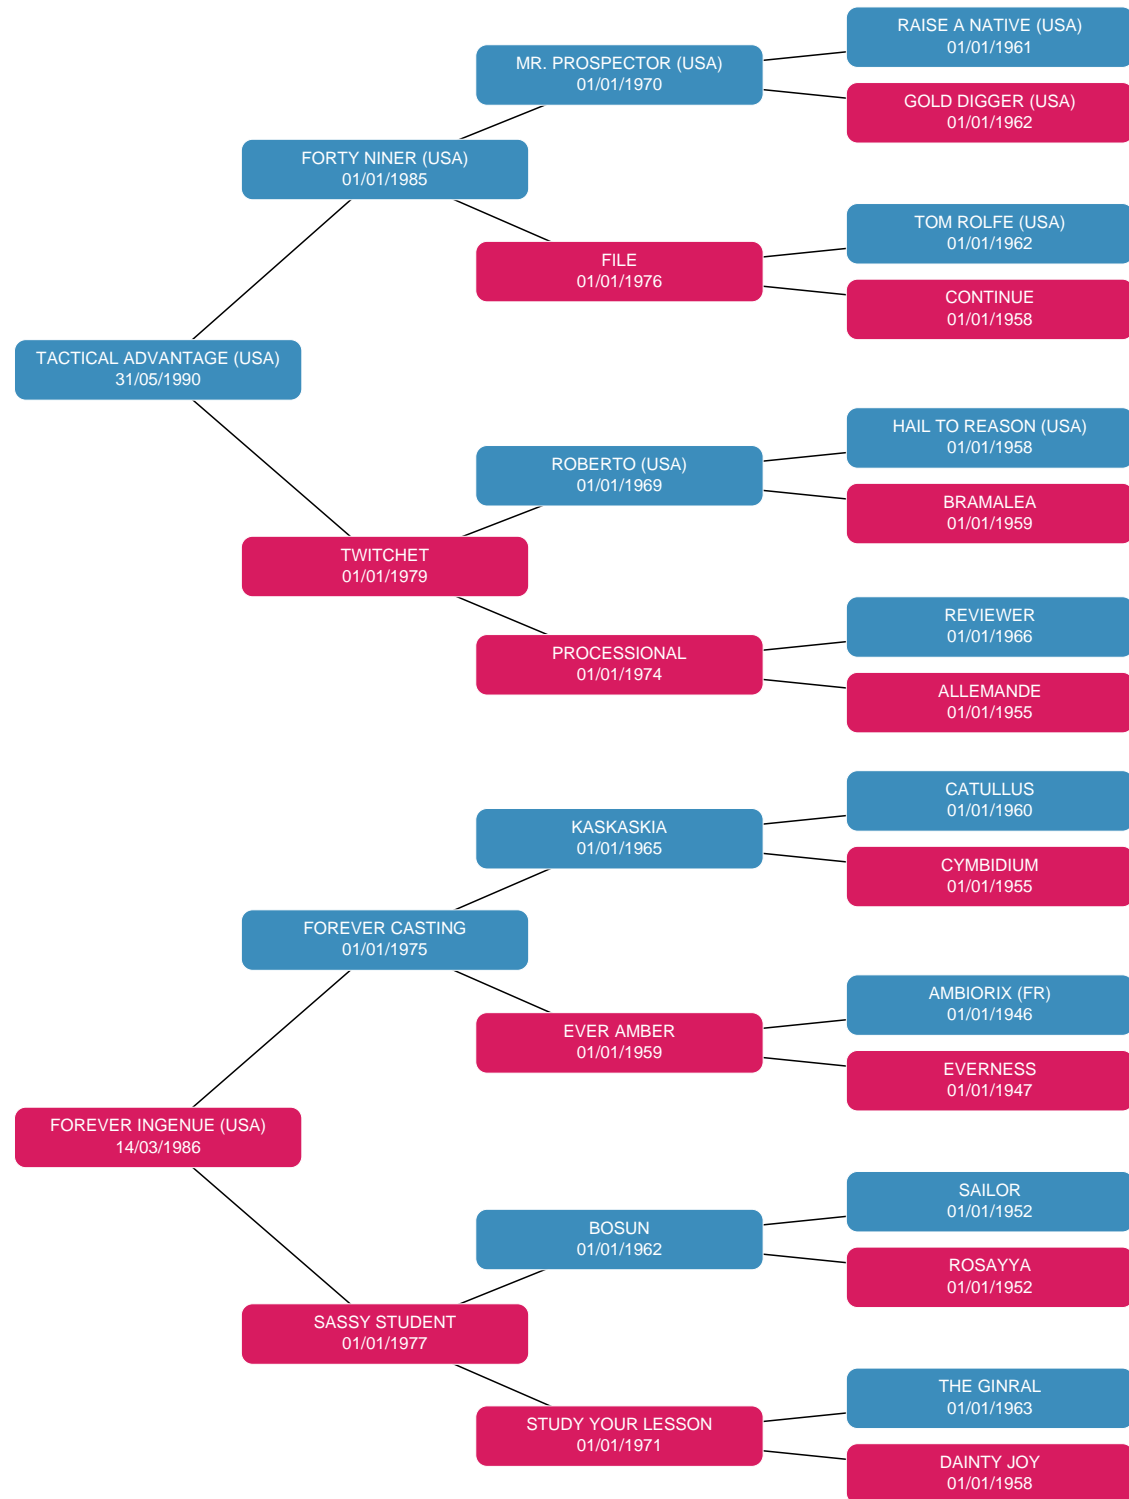 RAISE A NATIVE (USA)
01/01/1961
MR. PROSPECTOR (USA)
01/01/1970
GOLD DIGGER (USA)
01/01/1962
FORTY NINER (USA)
01/01/1985
TOM ROLFE (USA)
01/01/1962
FILE
01/01/1976
CONTINUE
01/01/1958
TACTICAL ADVANTAGE (USA)
31/05/1990
HAIL TO REASON (USA)
01/01/1958
ROBERTO (USA)
01/01/1969
BRAMALEA
01/01/1959
TWITCHET
01/01/1979
REVIEWER
01/01/1966
PROCESSIONAL
01/01/1974
ALLEMANDE
01/01/1955
CATULLUS
01/01/1960
KASKASKIA
01/01/1965
CYMBIDIUM
01/01/1955
FOREVER CASTING
01/01/1975
AMBIORIX (FR)
01/01/1946
EVER AMBER
01/01/1959
EVERNESS
01/01/1947
FOREVER INGENUE (USA)
14/03/1986
SAILOR
01/01/1952
BOSUN
01/01/1962
ROSAYYA
01/01/1952
SASSY STUDENT
01/01/1977
THE GINRAL
01/01/1963
STUDY YOUR LESSON
01/01/1971
DAINTY JOY
01/01/1958